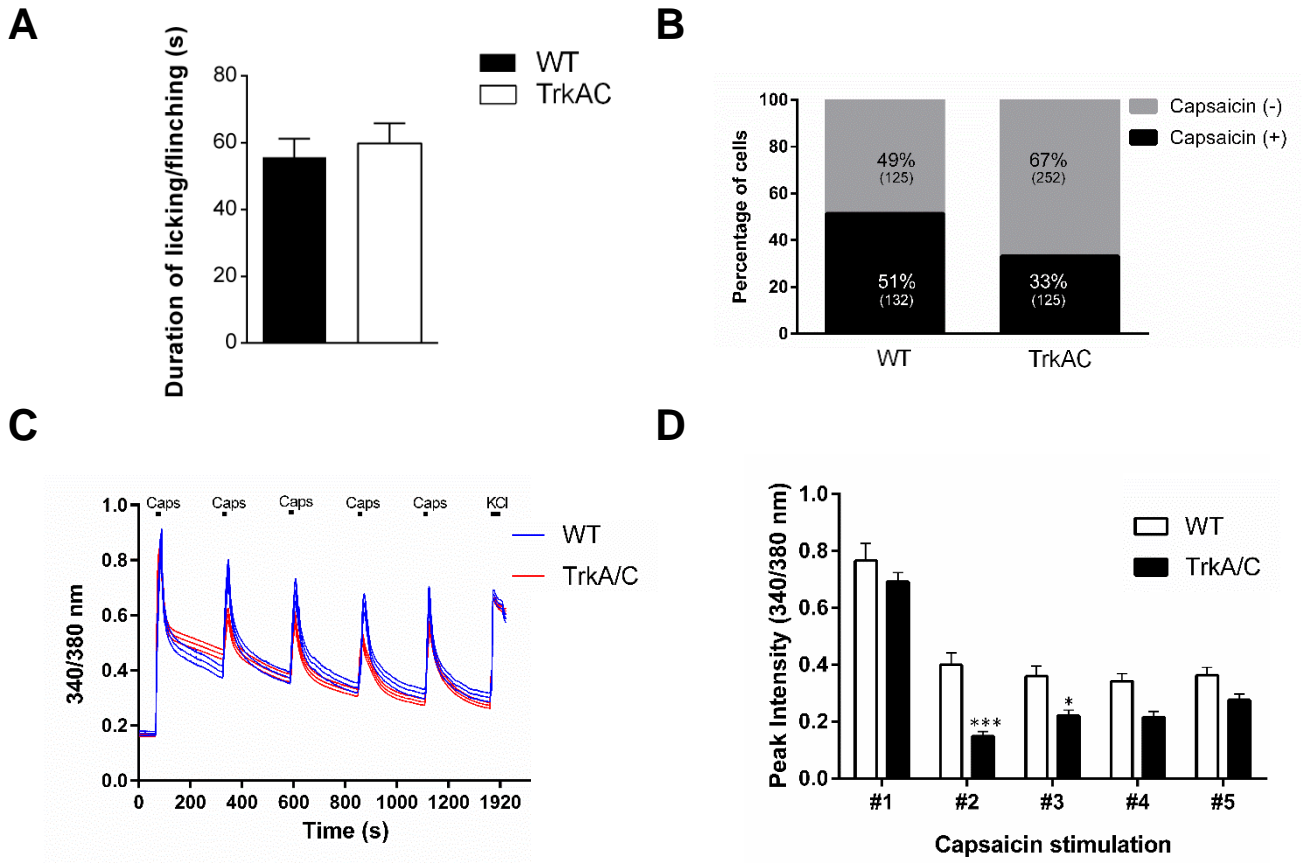 A
Duration of licking/flinching (s)
80
60
40
20
0
WT
TrkAC
B
Percentage of cells
100
80
60
40
20
0
49%
(125)
67%
(252)
51%
(132)
33%
(125)
WT
TrkAC
Capsaicin (-)
Capsaicin (+)
C
340/380 nm
1.0
0.8
0.6
0.4
0.2
0.0
Caps Caps Caps Caps Caps KCl
WT
TrkA/C
0 200 400 600 800 1000 1200 1920
Time (s)
D
Peak Intensity (340/380 nm)
1.0
0.8
0.6
0.4
0.2
0.0
WT
TrkA/C
***
*
#1 #2 #3 #4 #5
Capsaicin stimulation